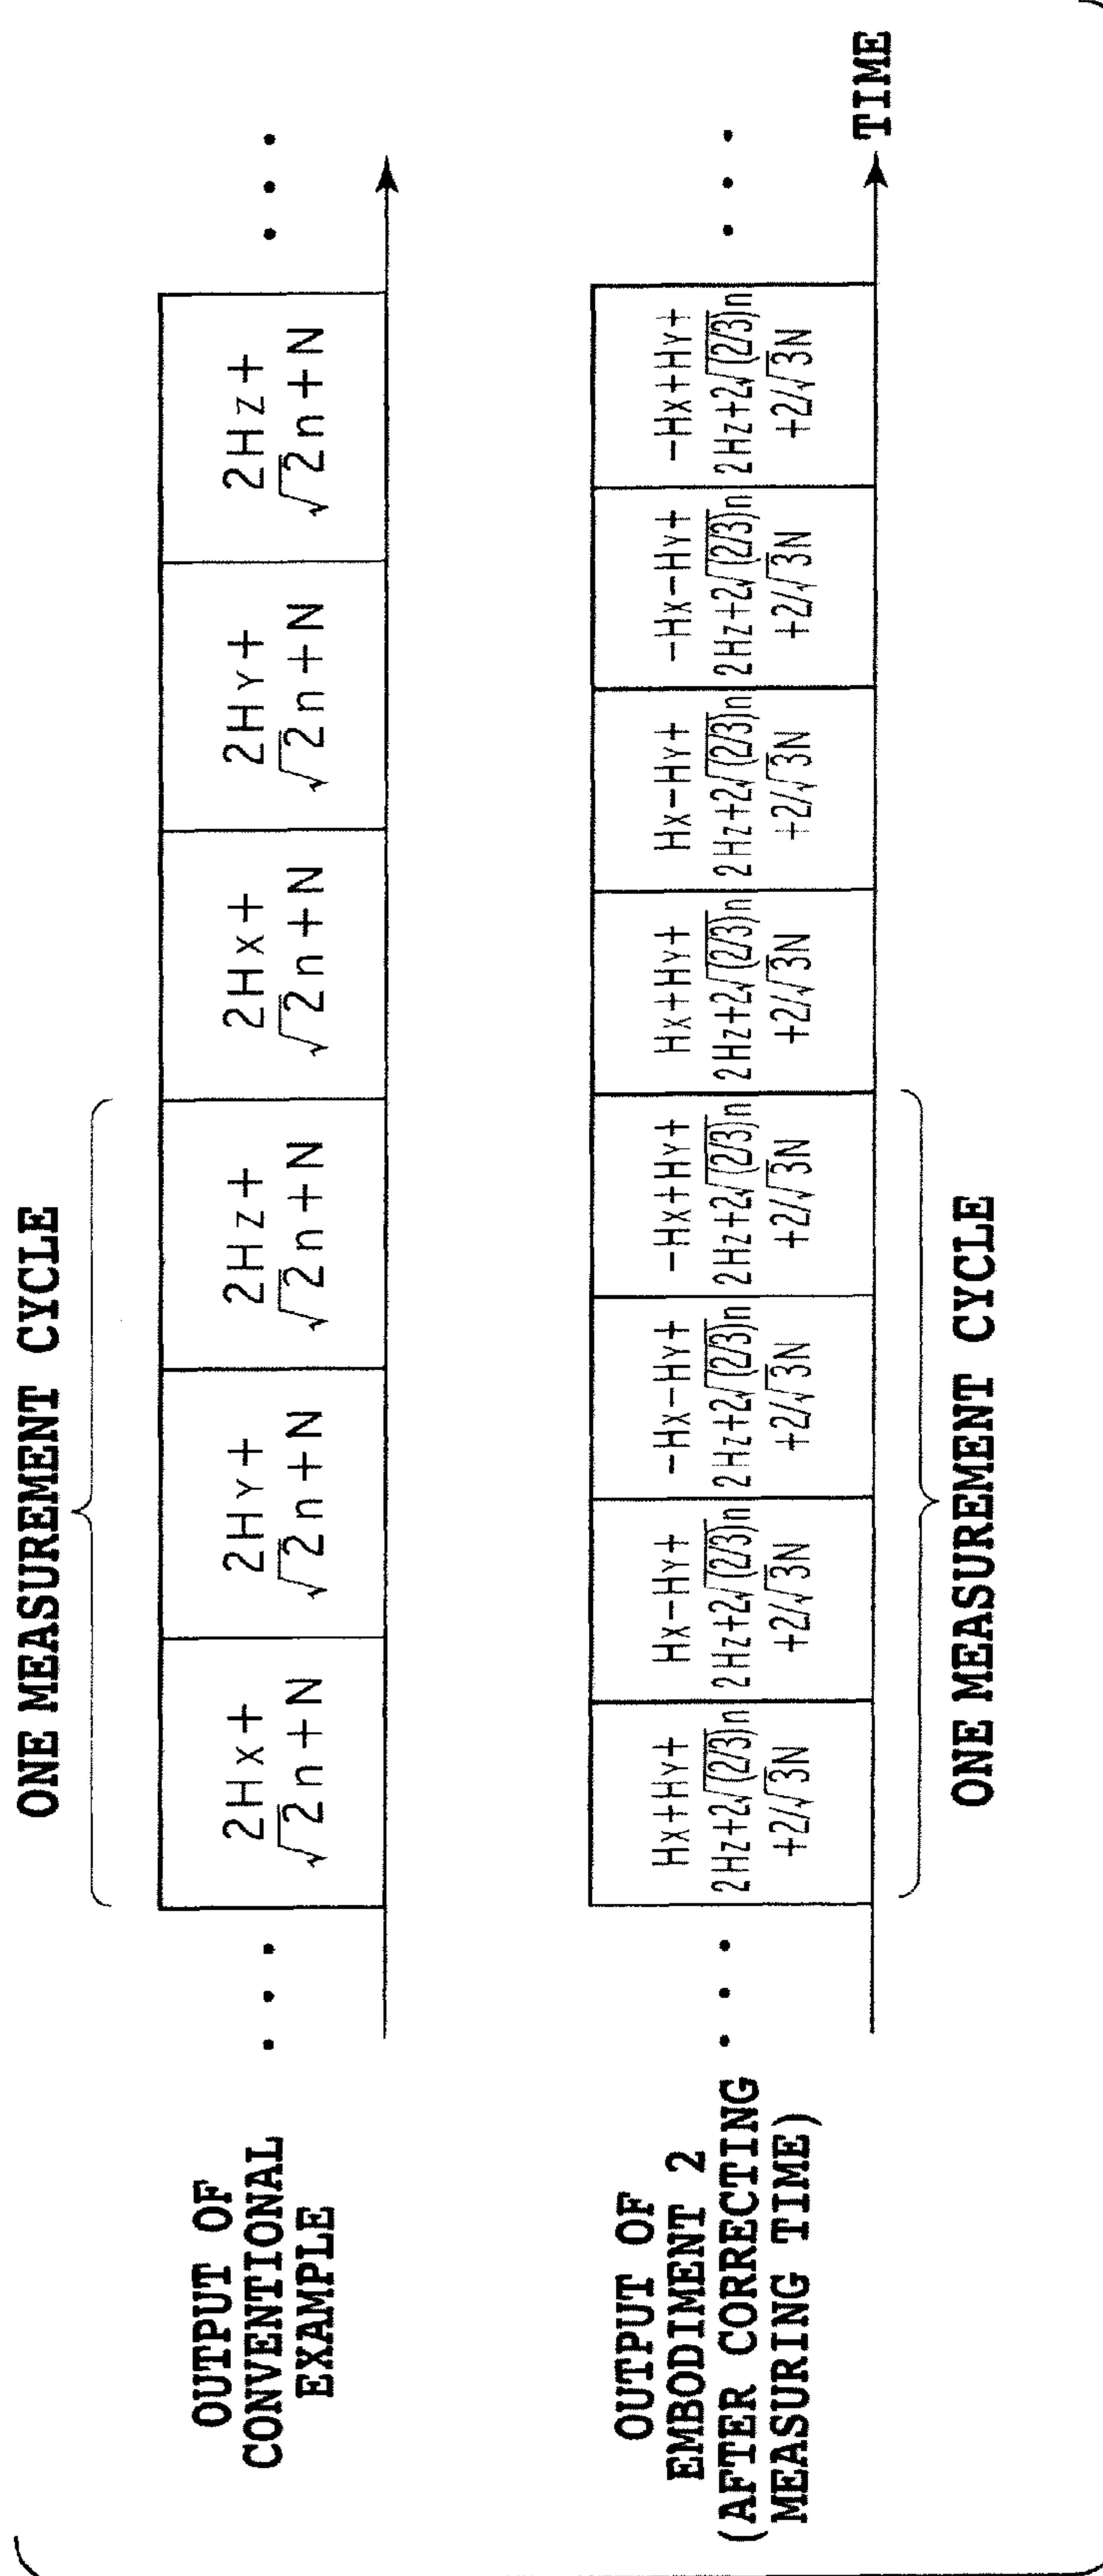 ONE MEASUREMENT CYCLE
OUTPUT OF
CONVENTIONAL
EXAMPLE
• • •
2Hx+
√2n+N
2Hy+
√2n+N
2Hz+
√2n+N
2Hx+
√2n+N
2Hy+
√2n+N
2Hz+
√2n+N
• • •
OUTPUT OF
EMBODIMENT 2
(AFTER CORRECTING
MEASURING TIME)
• • •
Hx+Hy+
2Hz+2√(2/3)n
+2/√3N
Hx−Hy+
2Hz+2√(2/3)n
+2/√3N
−Hx−Hy+
2Hz+2√(2/3)n
+2/√3N
−Hx+Hy+
2Hz+2√(2/3)n
+2/√3N
Hx+Hy+
2Hz+2√(2/3)n
+2/√3N
Hx−Hy+
2Hz+2√(2/3)n
+2/√3N
−Hx−Hy+
2Hz+2√(2/3)n
+2/√3N
−Hx+Hy+
2Hz+2√(2/3)n
+2/√3N
• • •
TIME
ONE MEASUREMENT CYCLE